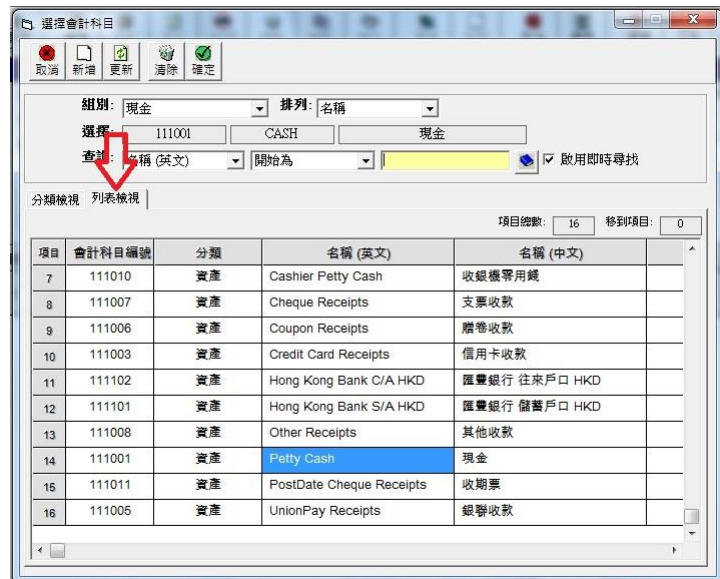 選擇會計科目
取消 新增 更新 清除 確定
組別: 現金 排列: 名稱
選擇: 111001 CASH 現金
名稱 (英文) 開始為 啟用即時尋找
分類檢視 列表檢視
項目總數: 16 移到項目: 0
項目 會計科目編號 分類 名稱 (英文) 名稱 (中文)
7 111010 資產 Cashier Petty Cash 收銀機零用錢
8 111007 資產 Cheque Receipts 支票收款
9 111006 資產 Coupon Receipts 贈卷收款
10 111003 資產 Credit Card Receipts 信用卡收款
11 111102 資產 Hong Kong Bank C/A HKD 匯豐銀行 往來戶口 HKD
12 111101 資產 Hong Kong Bank S/A HKD 匯豐銀行 儲蓄戶口 HKD
13 111008 資產 Other Receipts 其他收款
14 111001 資產 Petty Cash 現金
15 111011 資產 PostDate Cheque Receipts 收期票
16 111005 資產 UnionPay Receipts 銀聯收款